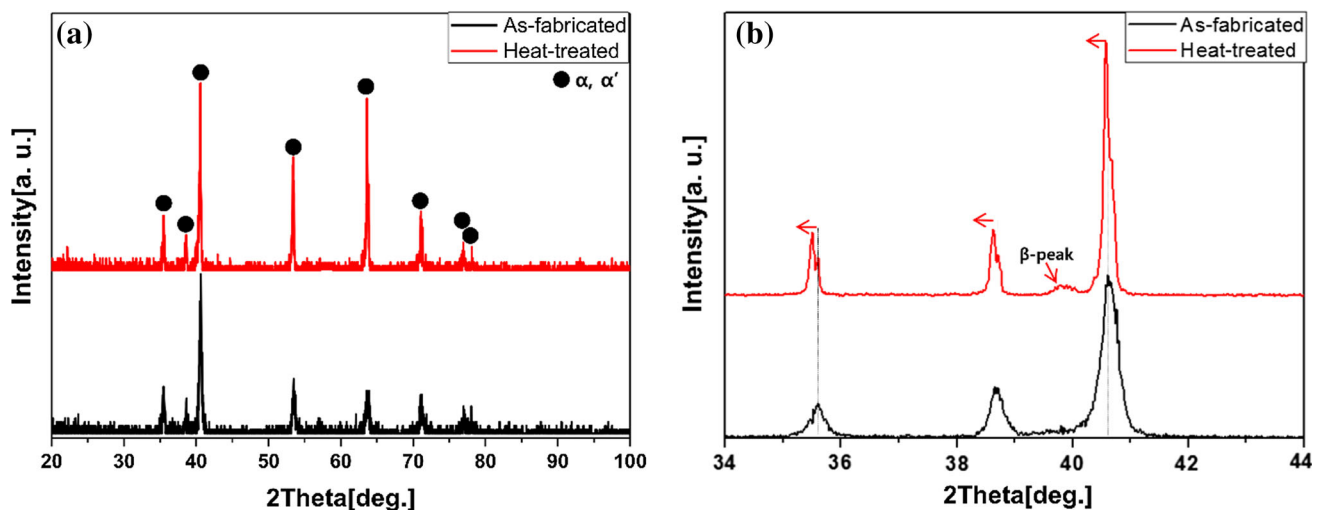 (a)
As-fabricated
Heat-treated
α, α′
Intensity[a. u.]
20 30 40 50 60 70 80 90 100
2Theta[deg.]
(b)
As-fabricated
Heat-treated
β-peak
Intensity[a. u.]
34 36 38 40 42 44
2Theta[deg.]